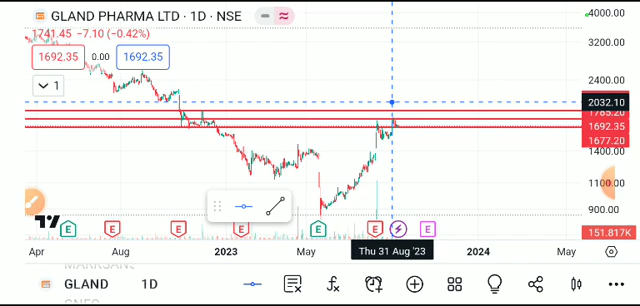 GLAND PHARMA LTD · 1D · NSE
1741.45 −7.10 (−0.42%)
1692.35 0.00 1692.35
1
4000.00
3200.00
2400.00
2032.10
1785.20
1692.35
1677.20
1400.00
1100.00
900.00
151.817K
E E E E E E E
Apr Aug 2023 May Thu 31 Aug '23 2024 May
GLAND 1D